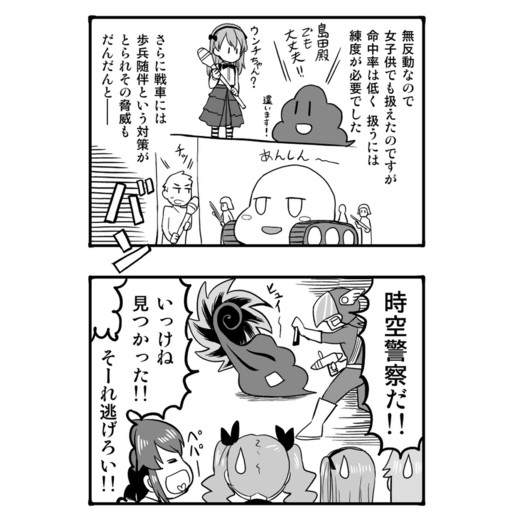 無反動なので
女子供でも扱えたのですが
命中率は低く 扱うには
練度が必要でした
島田殿
でも
大丈夫!!
ウンチちゃん?
違います!
さらに戦車には
歩兵随伴という対策が
とられその脅威も
だんだんと――
あんしん〜
チッ
バン
時空警察だ!!
ヒュイーン
いっけね
見つかった!!
そーれ逃げろい!!